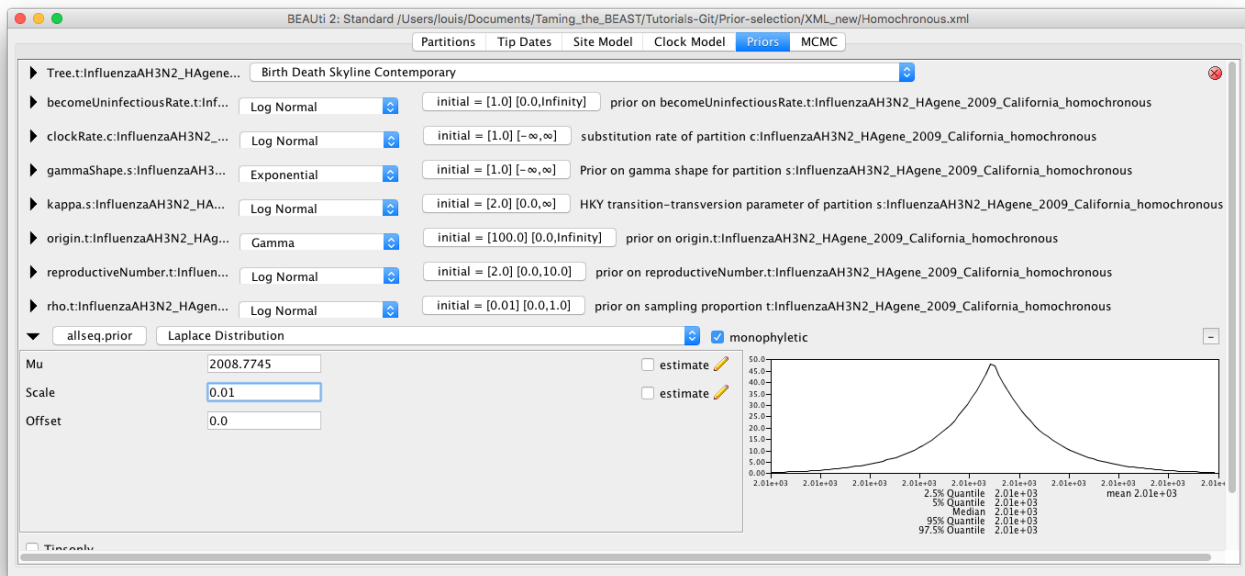 BEAUti 2: Standard /Users/louis/Documents/Taming_the_BEAST/Tutorials-Git/Prior-selection/XML_new/Homochronous.xml
Partitions Tip Dates Site Model Clock Model Priors MCMC
Tree.t:InfluenzaAH3N2_HAgene... Birth Death Skyline Contemporary
becomeUninfectiousRate.t:Inf... Log Normal initial = [1.0] [0.0,Infinity] prior on becomeUninfectiousRate.t:InfluenzaAH3N2_HAgene_2009_California_homochronous
clockRate.c:InfluenzaAH3N2_... Log Normal initial = [1.0] [-∞,∞] substitution rate of partition c:InfluenzaAH3N2_HAgene_2009_California_homochronous
gammaShape.s:InfluenzaAH3... Exponential initial = [1.0] [-∞,∞] Prior on gamma shape for partition s:InfluenzaAH3N2_HAgene_2009_California_homochronous
kappa.s:InfluenzaAH3N2_HA... Log Normal initial = [2.0] [0.0,∞] HKY transition-transversion parameter of partition s:InfluenzaAH3N2_HAgene_2009_California_homochronous
origin.t:InfluenzaAH3N2_HAg... Gamma initial = [100.0] [0.0,Infinity] prior on origin.t:InfluenzaAH3N2_HAgene_2009_California_homochronous
reproductiveNumber.t:Influen... Log Normal initial = [2.0] [0.0,10.0] prior on reproductiveNumber.t:InfluenzaAH3N2_HAgene_2009_California_homochronous
rho.t:InfluenzaAH3N2_HAgen... Log Normal initial = [0.01] [0.0,1.0] prior on sampling proportion t:InfluenzaAH3N2_HAgene_2009_California_homochronous
allseq.prior Laplace Distribution monophyletic
Mu 2008.7745 estimate
Scale 0.01 estimate
Offset 0.0
50.0
45.0
40.0
35.0
30.0
25.0
20.0
15.0
10.0
5.0
0.00
2.01e+03 2.01e+03 2.01e+03 2.01e+03 2.01e+03 2.01e+03 2.01e+03 2.01e+03 2.01e+03 2.01e+
2.5% Quantile 2.01e+03 mean 2.01e+03
5% Quantile 2.01e+03
Median 2.01e+03
95% Quantile 2.01e+03
97.5% Quantile 2.01e+03
Tipsonly